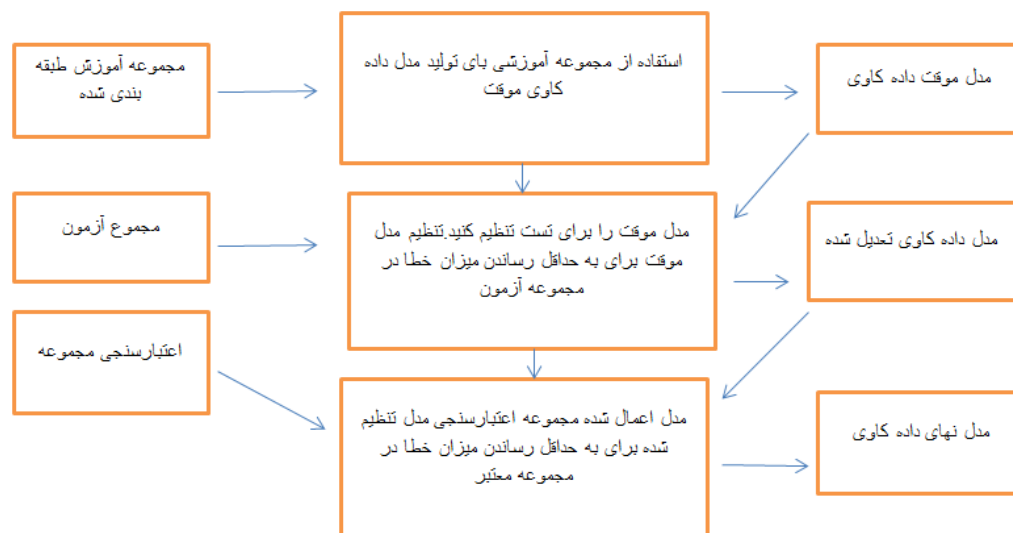 مجموعه آموزش طبقه
بندی شده
استفاده از مجموعه آموزشی بای تولید مدل داده
کاوی موقت
مدل موقت داده کاوی
مجموع آزمون
مدل موقت را برای تست تنظیم کنید.تنظیم مدل
موقت برای به حداقل رساندن میزان خطا در
مجموعه آزمون
مدل داده کاوی تعدیل شده
اعتبارسنجی مجموعه
مدل اعمال شده مجموعه اعتبارسنجی مدل تنظیم
شده برای به حداقل رساندن میزان خطا در
مجموعه معتبر
مدل نهای داده کاوی